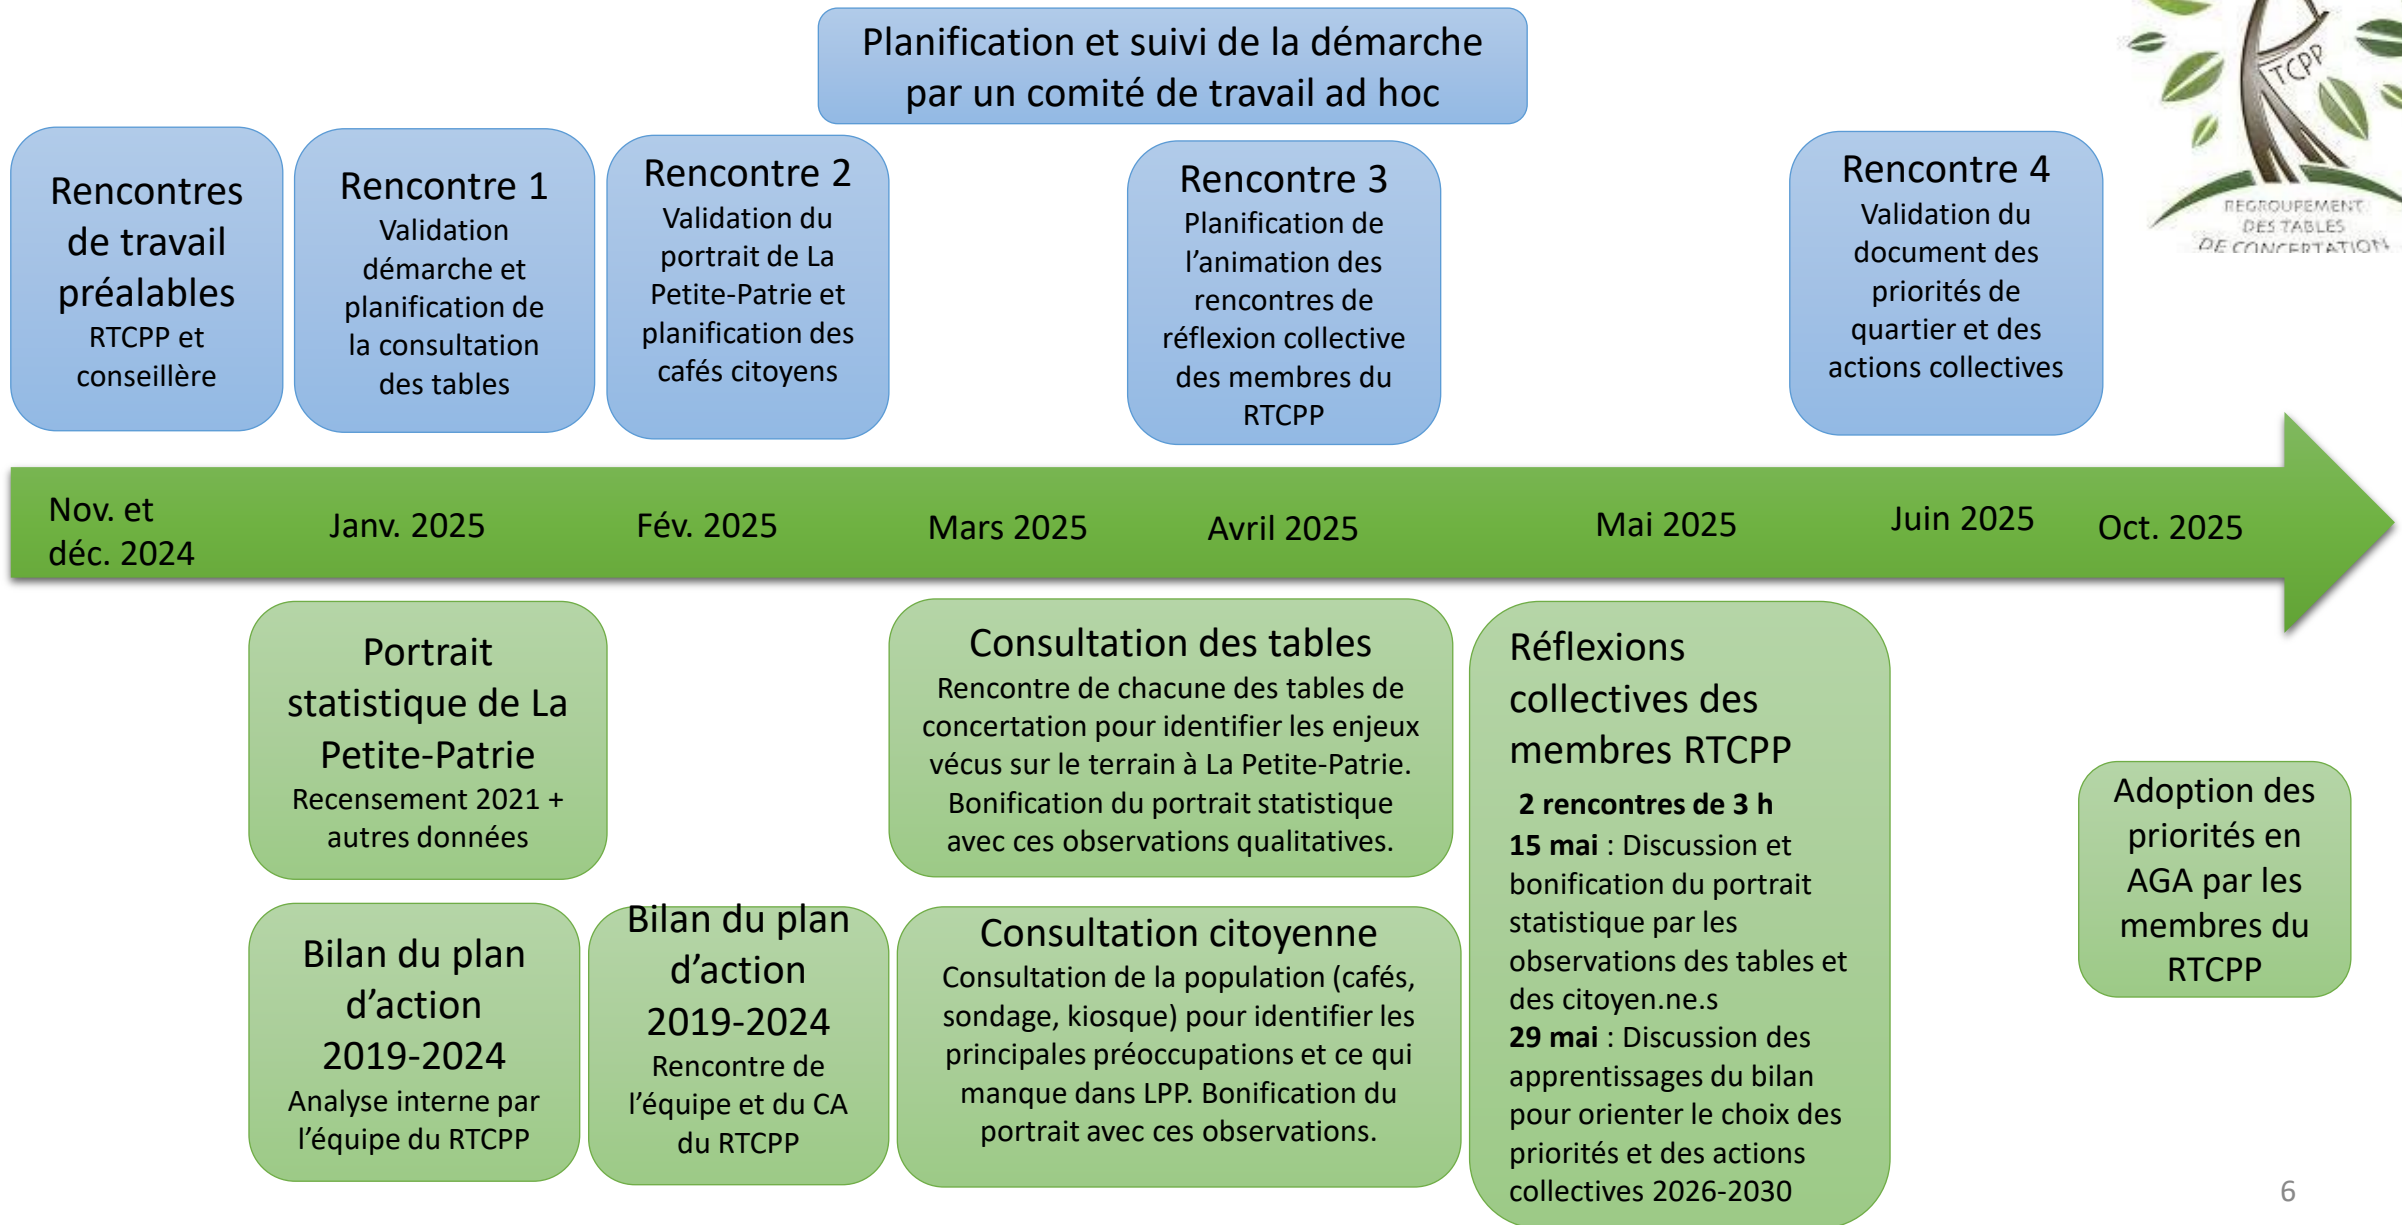 Planification et suivi de la démarche
par un comité de travail ad hoc
TCPP
REGROUPEMENT
DES TABLES
DE CONCERTATION
Rencontres
de travail
préalables
RTCPP et
conseillère
Rencontre 1
Validation
démarche et
planification de
la consultation
des tables
Rencontre 2
Validation du
portrait de La
Petite-Patrie et
planification des
cafés citoyens
Rencontre 3
Planification de
l’animation des
rencontres de
réflexion collective
des membres du
RTCPP
Rencontre 4
Validation du
document des
priorités de
quartier et des
actions collectives
Nov. et
déc. 2024
Janv. 2025
Fév. 2025
Mars 2025
Avril 2025
Mai 2025
Juin 2025
Oct. 2025
Portrait
statistique de La
Petite-Patrie
Recensement 2021 +
autres données
Bilan du plan
d’action
2019-2024
Analyse interne par
l’équipe du RTCPP
Bilan du plan
d’action
2019-2024
Rencontre de
l’équipe et du CA
du RTCPP
Consultation des tables
Rencontre de chacune des tables de
concertation pour identifier les enjeux
vécus sur le terrain à La Petite-Patrie.
Bonification du portrait statistique
avec ces observations qualitatives.
Consultation citoyenne
Consultation de la population (cafés,
sondage, kiosque) pour identifier les
principales préoccupations et ce qui
manque dans LPP. Bonification du
portrait avec ces observations.
Réflexions
collectives des
membres RTCPP
2 rencontres de 3 h
15 mai : Discussion et
bonification du portrait
statistique par les
observations des tables et
des citoyen.ne.s
29 mai : Discussion des
apprentissages du bilan
pour orienter le choix des
priorités et des actions
collectives 2026-2030
Adoption des
priorités en
AGA par les
membres du
RTCPP
6